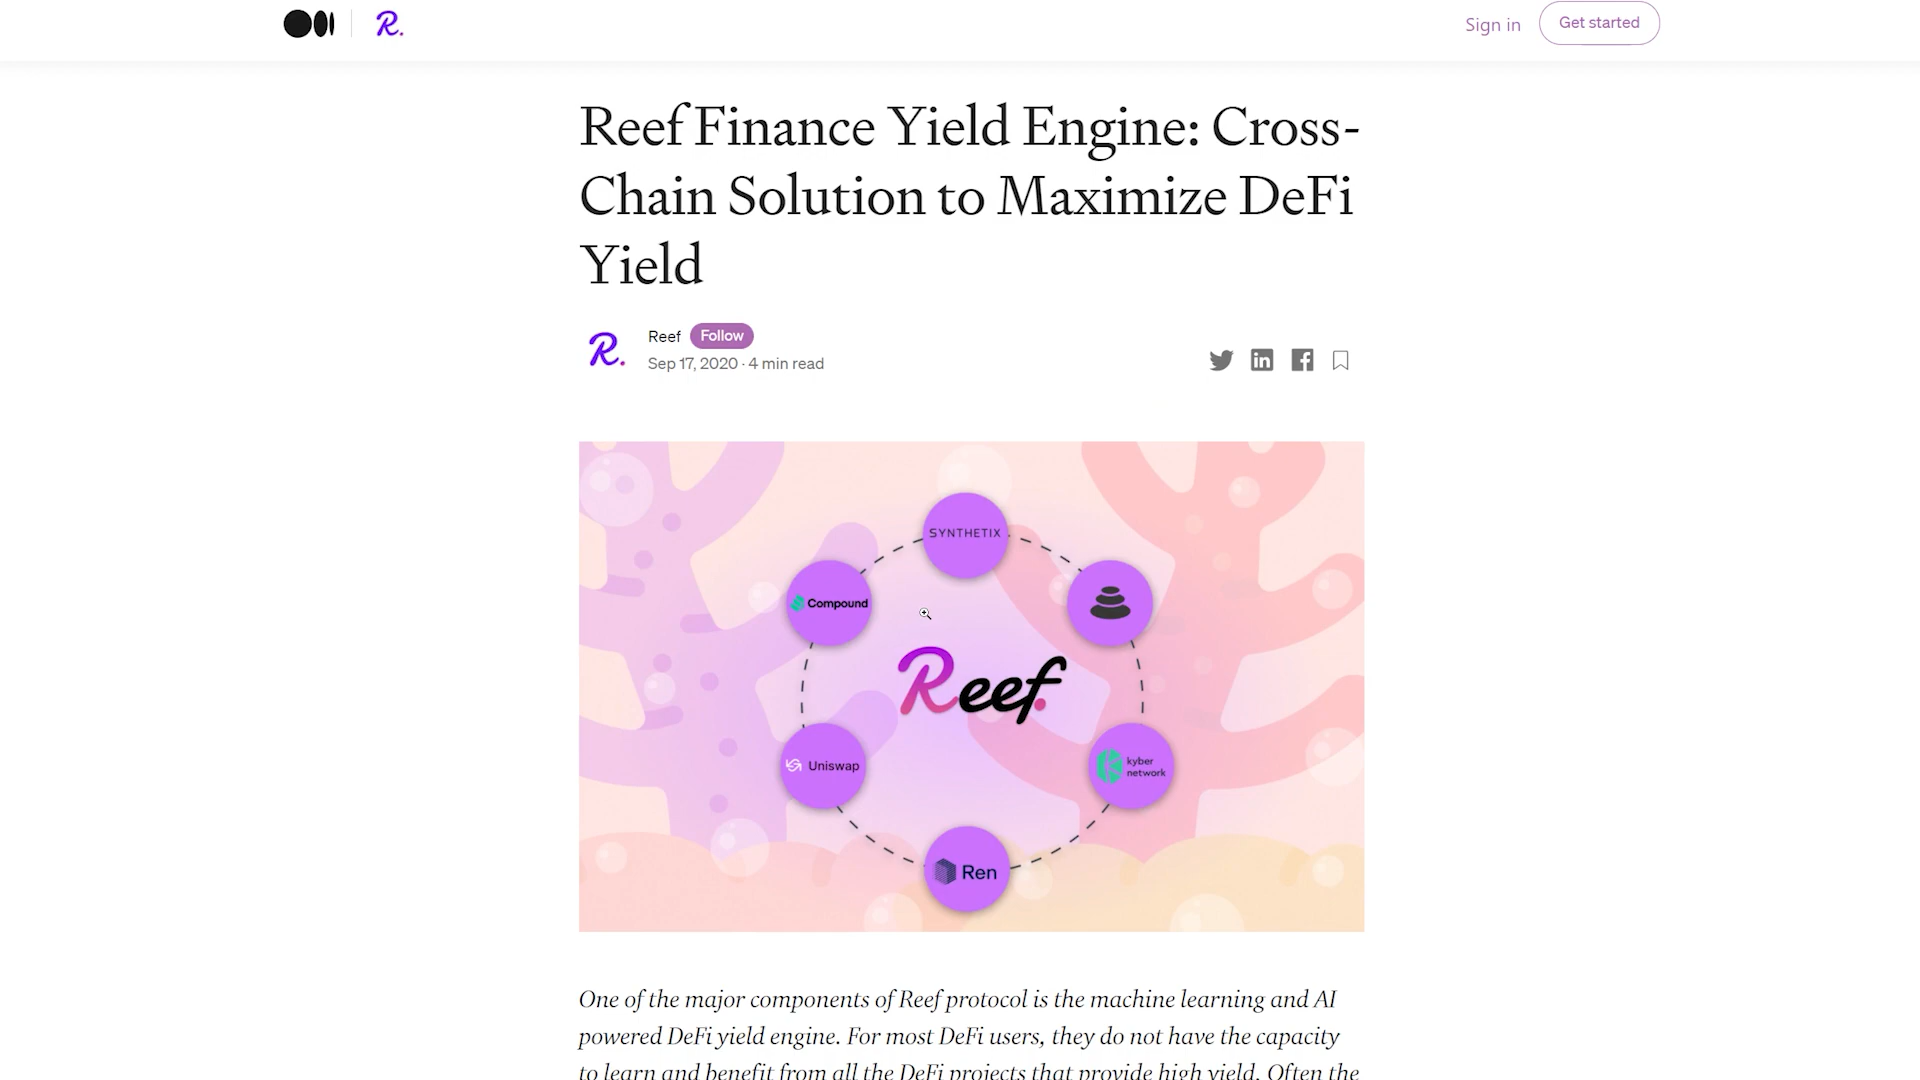 R.
Sign in
Get started
Reef Finance Yield Engine: Cross-
Chain Solution to Maximize DeFi
Yield
R.
Reef Follow
Sep 17, 2020 · 4 min read
SYNTHETIX
Compound
Reef.
Uniswap
kyber
network
Ren
One of the major components of Reef protocol is the machine learning and AI
powered DeFi yield engine. For most DeFi users, they do not have the capacity
to learn and benefit from all the DeFi projects that provide high yield. Often the